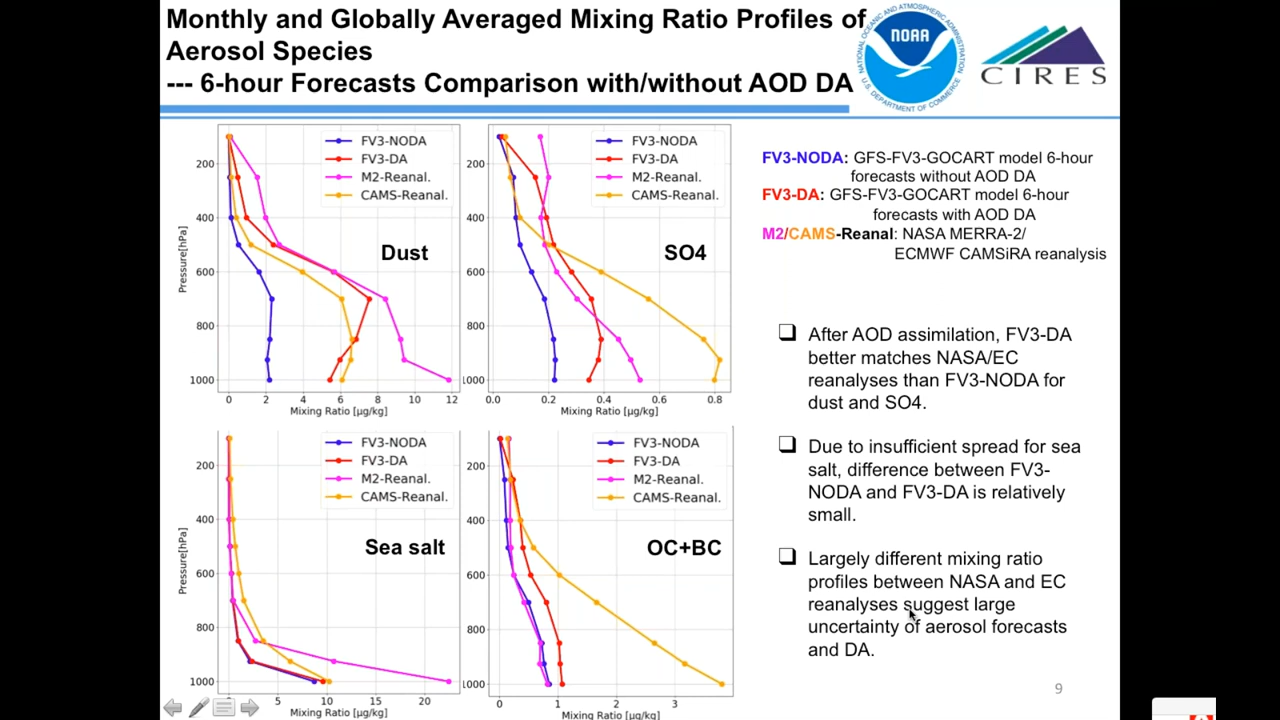 Monthly and Globally Averaged Mixing Ratio Profiles of
Aerosol Species
--- 6-hour Forecasts Comparison with/without AOD DA
NATIONAL OCEANIC AND ATMOSPHERIC ADMINISTRATION
NOAA
U.S. DEPARTMENT OF COMMERCE
CIRES
FV3-NODA
FV3-DA
M2-Reanal.
CAMS-Reanal.
Dust
Pressure[hPa]
200
400
600
800
1000
0 2 4 6 8 10 12
Mixing Ratio [µg/kg]
FV3-NODA
FV3-DA
M2-Reanal.
CAMS-Reanal.
SO4
200
400
600
800
1000
0.0 0.2 0.4 0.6 0.8
Mixing Ratio [µg/kg]
FV3-NODA
FV3-DA
M2-Reanal.
CAMS-Reanal.
Sea salt
Pressure[hPa]
200
400
600
800
1000
0 5 10 15 20
Mixing Ratio [µg/kg]
FV3-NODA
FV3-DA
M2-Reanal.
CAMS-Reanal.
OC+BC
200
400
600
800
1000
0 1 2 3
Mixing Ratio [µg/kg]
FV3-NODA: GFS-FV3-GOCART model 6-hour
forecasts without AOD DA
FV3-DA: GFS-FV3-GOCART model 6-hour
forecasts with AOD DA
M2/CAMS-Reanal: NASA MERRA-2/
ECMWF CAMSiRA reanalysis
After AOD assimilation, FV3-DA
better matches NASA/EC
reanalyses than FV3-NODA for
dust and SO4.
Due to insufficient spread for sea
salt, difference between FV3-
NODA and FV3-DA is relatively
small.
Largely different mixing ratio
profiles between NASA and EC
reanalyses suggest large
uncertainty of aerosol forecasts
and DA.
9